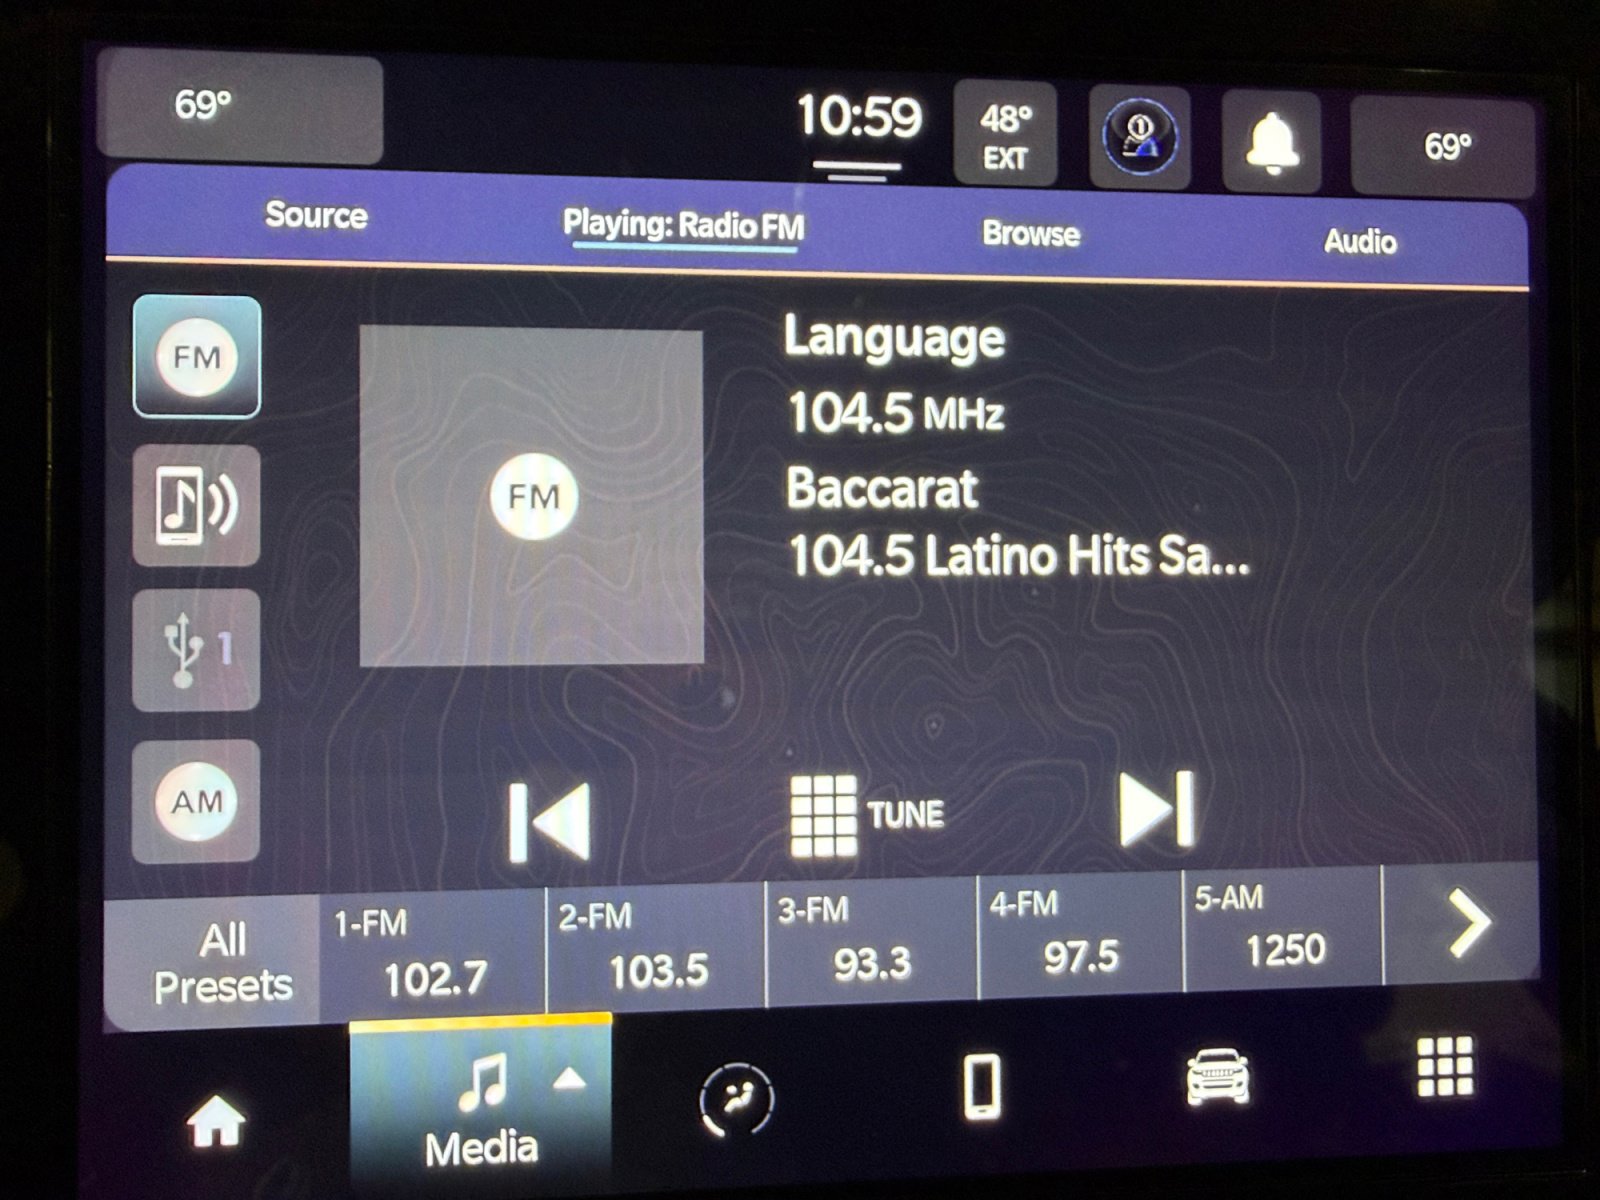 69°
10:59
48°
EXT
1
69°
Source
Playing: Radio FM
Browse
Audio
FM
1
AM
FM
Language
104.5 MHz
Baccarat
104.5 Latino Hits Sa...
TUNE
All
Presets
1-FM
102.7
2-FM
103.5
3-FM
93.3
4-FM
97.5
5-AM
1250
Media